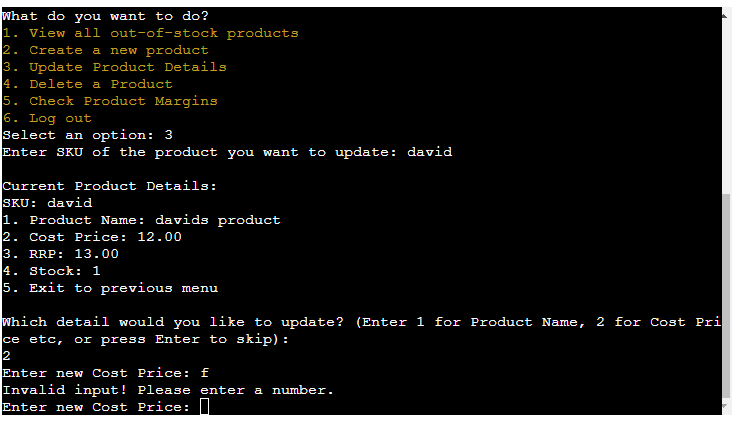 What do you want to do?
1. View all out-of-stock products
2. Create a new product
3. Update Product Details
4. Delete a Product
5. Check Product Margins
6. Log out
Select an option: 3
Enter SKU of the product you want to update: david
Current Product Details:
SKU: david
1. Product Name: davids product
2. Cost Price: 12.00
3. RRP: 13.00
4. Stock: 1
5. Exit to previous menu
Which detail would you like to update? (Enter 1 for Product Name, 2 for Cost Pri
ce etc, or press Enter to skip):
2
Enter new Cost Price: f
Invalid input! Please enter a number.
Enter new Cost Price: